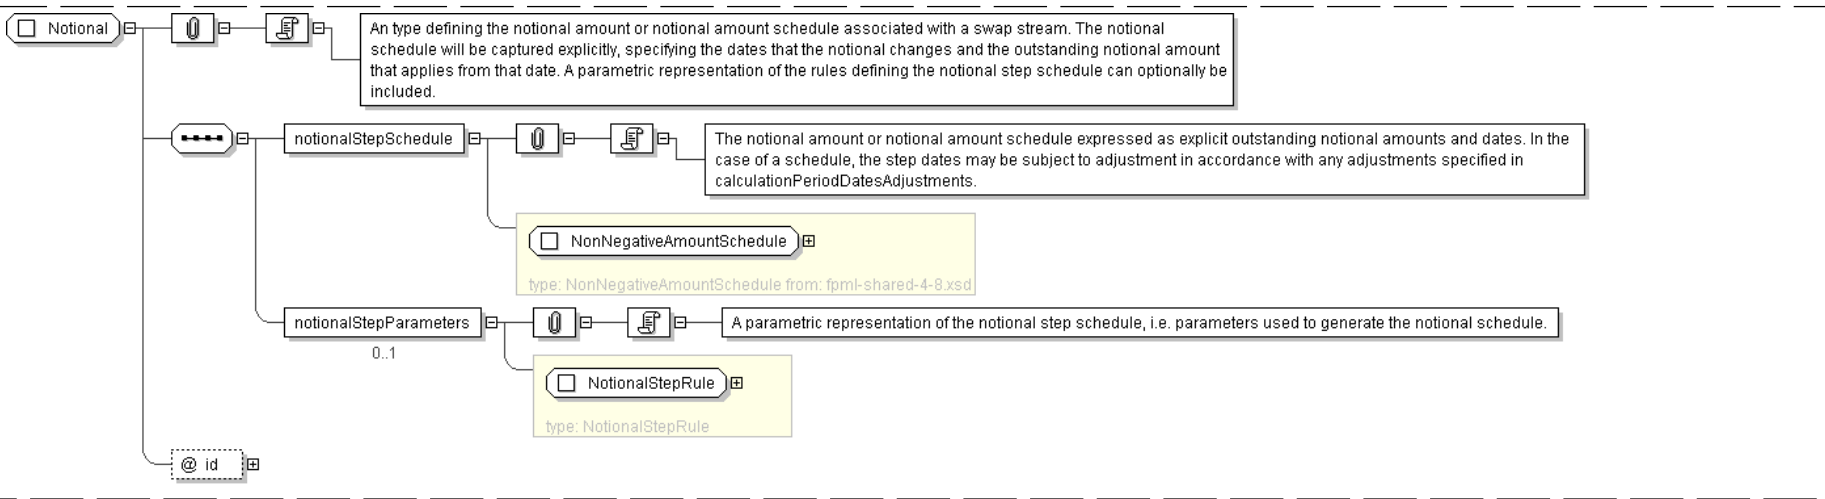 Notional
An type defining the notional amount or notional amount schedule associated with a swap stream. The notional
schedule will be captured explicitly, specifying the dates that the notional changes and the outstanding notional amount
that applies from that date. A parametric representation of the rules defining the notional step schedule can optionally be
included.
notionalStepSchedule
The notional amount or notional amount schedule expressed as explicit outstanding notional amounts and dates. In the
case of a schedule, the step dates may be subject to adjustment in accordance with any adjustments specified in
calculationPeriodDatesAdjustments.
NonNegativeAmountSchedule
type: NonNegativeAmountSchedule from: fpml-shared-4-8.xsd
notionalStepParameters
A parametric representation of the notional step schedule, i.e. parameters used to generate the notional schedule.
0..1
NotionalStepRule
type: NotionalStepRule
@ id